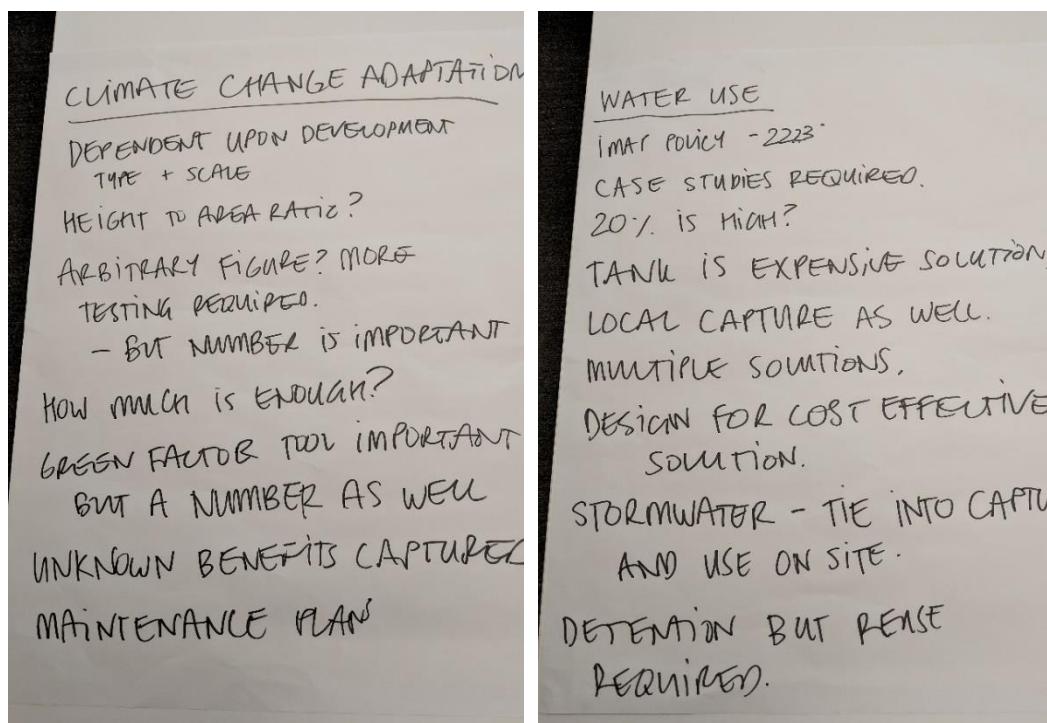 CLIMATE CHANGE ADAPTATION
DEPENDENT UPON DEVELOPMENT
TYPE + SCALE
HEIGHT TO AREA RATIO?
ARBITRARY FIGURE? MORE
TESTING REQUIRED.
- BUT NUMBER IS IMPORTANT
HOW MUCH IS ENOUGH?
GREEN FACTOR TOOL IMPORTANT
BUT A NUMBER AS WELL
UNKNOWN BENEFITS CAPTURED
MAINTENANCE PLAN
WATER USE
POLICY - 2223
CASE STUDIES REQUIRED.
20% IS HIGH?
TANK IS EXPENSIVE SOLUTION
LOCAL CAPTURE AS WELL.
MULTIPLE SOLUTIONS.
DESIGN FOR COST EFFECTIVE
SOLUTION.
STORMWATER - TIE INTO CAPTU
AND USE ON SITE.
DETENTION BUT REUSE
REQUIRED.